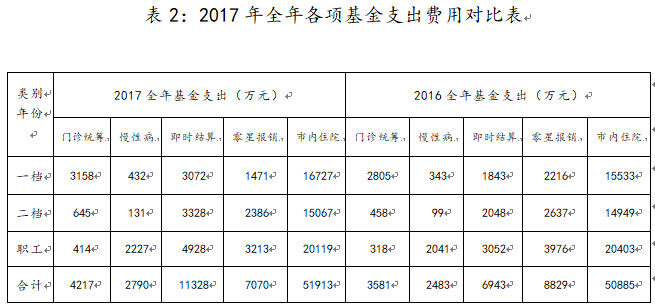 表 2：2017 年全年各项基金支出费用对比表
类别 2017 全年基金支出（万元） 2016 全年基金支出（万元）
年份
门诊统筹 慢性病 即时结算 零星报销 市内住院 门诊统筹 慢性病 即时结算 零星报销 市内住院
一档 3158 432 3072 1471 16727 2805 343 1843 2216 15533
二档 645 131 3328 2386 15067 458 99 2048 2637 14949
职工 414 2227 4928 3213 20119 318 2041 3052 3976 20403
合计 4217 2790 11328 7070 51913 3581 2483 6943 8829 50885